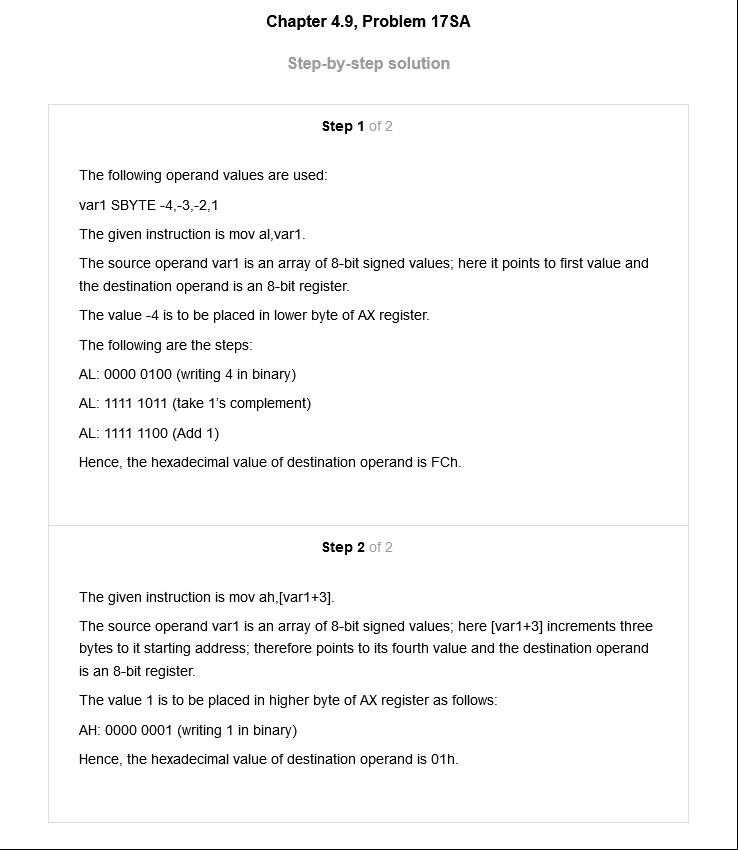 Chapter 4.9, Problem 17SA
Step-by-step solution
Step 1 of 2
The following operand values are used:
var1 SBYTE -4,-3,-2,1
The given instruction is mov al,var1.
The source operand var1 is an array of 8-bit signed values; here it points to first value and
the destination operand is an 8-bit register.
The value -4 is to be placed in lower byte of AX register.
The following are the steps:
AL: 0000 0100 (writing 4 in binary)
AL: 1111 1011 (take 1's complement)
AL: 1111 1100 (Add 1)
Hence, the hexadecimal value of destination operand is FCh.
Step 2 of 2
The given instruction is mov ah,[var1+3].
The source operand var1 is an array of 8-bit signed values; here [var1+3] increments three
bytes to it starting address; therefore points to its fourth value and the destination operand
is an 8-bit register.
The value 1 is to be placed in higher byte of AX register as follows:
AH: 0000 0001 (writing 1 in binary)
Hence, the hexadecimal value of destination operand is 01h.